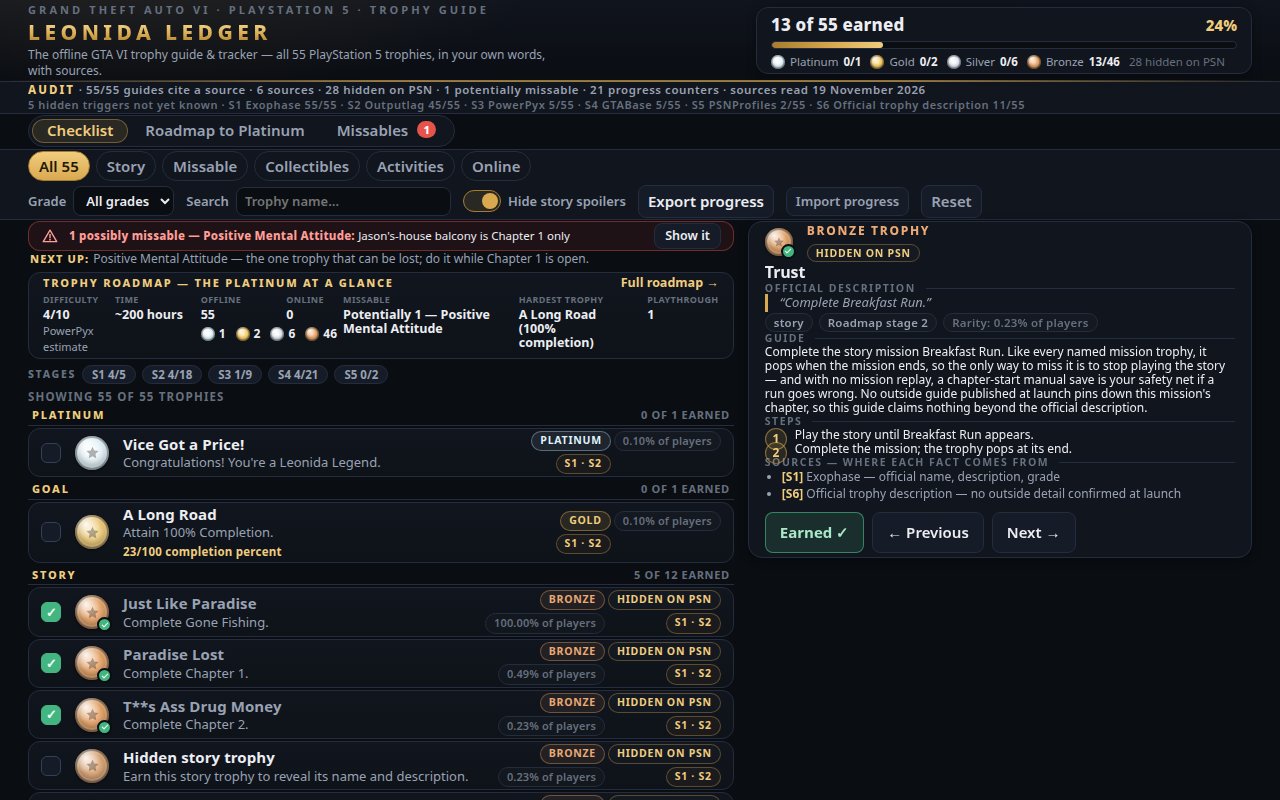 GRAND THEFT AUTO VI · PLAYSTATION 5 · TROPHY GUIDE
LEONIDA LEDGER
The offline GTA VI trophy guide & tracker — all 55 PlayStation 5 trophies, in your own words,
with sources.
13 of 55 earned 24%
Platinum 0/1 Gold 0/2 Silver 0/6 Bronze 13/46 28 hidden on PSN
AUDIT · 55/55 guides cite a source · 6 sources · 28 hidden on PSN · 1 potentially missable · 21 progress counters · sources read 19 November 2026
5 hidden triggers not yet known · S1 Exophase 55/55 · S2 Outputlag 45/55 · S3 PowerPyx 5/55 · S4 GTABase 5/55 · S5 PSNProfiles 2/55 · S6 Official trophy description 11/55
Checklist Roadmap to Platinum Missables 1
All 55 Story Missable Collectibles Activities Online
Grade All grades Search Trophy name... Hide story spoilers Export progress Import progress Reset
1 possibly missable — Positive Mental Attitude: Jason's-house balcony is Chapter 1 only Show it
NEXT UP: Positive Mental Attitude — the one trophy that can be lost; do it while Chapter 1 is open.
TROPHY ROADMAP — THE PLATINUM AT A GLANCE Full roadmap →
DIFFICULTY TIME OFFLINE ONLINE MISSABLE HARDEST TROPHY PLAYTHROUGH
4/10 ~200 hours 55 0 Potentially 1 — Positive Mental Attitude A Long Road (100% completion) 1
PowerPyx estimate 1 2 6 46
STAGES S1 4/5 S2 4/18 S3 1/9 S4 4/21 S5 0/2
SHOWING 55 OF 55 TROPHIES
PLATINUM 0 OF 1 EARNED
Vice Got a Price! PLATINUM 0.10% of players
Congratulations! You're a Leonida Legend. S1 · S2
GOAL 0 OF 1 EARNED
A Long Road GOLD 0.10% of players
Attain 100% Completion. S1 · S2
23/100 completion percent
STORY 5 OF 12 EARNED
Just Like Paradise BRONZE HIDDEN ON PSN
Complete Gone Fishing. 100.00% of players S1 · S2
Paradise Lost BRONZE HIDDEN ON PSN
Complete Chapter 1. 0.49% of players S1 · S2
T**s Ass Drug Money BRONZE HIDDEN ON PSN
Complete Chapter 2. 0.23% of players S1 · S2
Hidden story trophy BRONZE HIDDEN ON PSN
Earn this story trophy to reveal its name and description. 0.23% of players S1 · S2
BRONZE TROPHY
HIDDEN ON PSN
Trust
OFFICIAL DESCRIPTION
“Complete Breakfast Run.”
story Roadmap stage 2 Rarity: 0.23% of players
GUIDE
Complete the story mission Breakfast Run. Like every named mission trophy, it
pops when the mission ends, so the only way to miss it is to stop playing the story
— and with no mission replay, a chapter-start manual save is your safety net if a
run goes wrong. No outside guide published at launch pins down this mission's
chapter, so this guide claims nothing beyond the official description.
STEPS
1 Play the story until Breakfast Run appears.
2 Complete the mission; the trophy pops at its end.
SOURCES — WHERE EACH FACT COMES FROM
• [S1] Exophase — official name, description, grade
• [S6] Official trophy description — no outside detail confirmed at launch
Earned ✓ ← Previous Next →